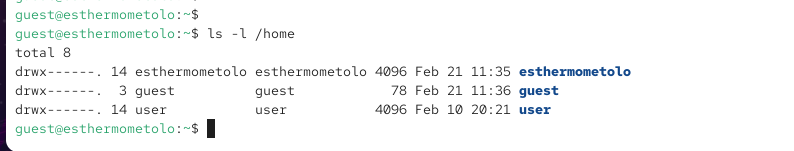 guest@esthermometolo:~$
guest@esthermometolo:~$ ls -l /home
total 8
drwx------. 14 esthermometolo esthermometolo 4096 Feb 21 11:35 esthermometolo
drwx------.  3 guest          guest            78 Feb 21 11:36 guest
drwx------. 14 user           user           4096 Feb 10 20:21 user
guest@esthermometolo:~$